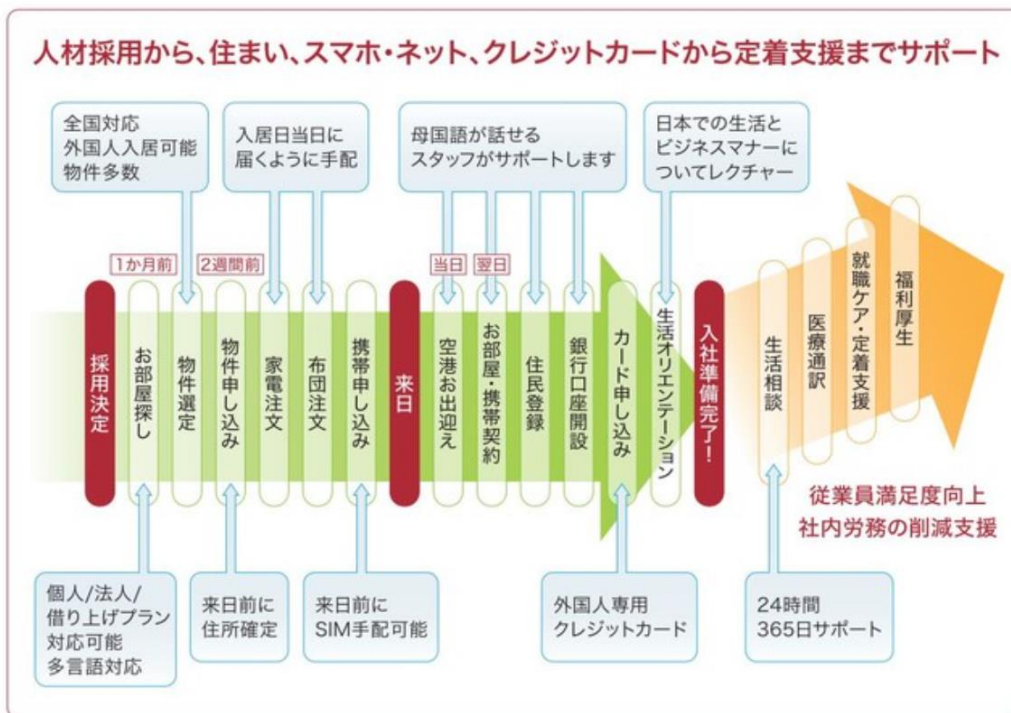 人材採用から、住まい、スマホ・ネット、クレジットカードから定着支援までサポート
全国対応
外国人入居可能
物件多数
入居日当日に
届くように手配
母国語が話せる
スタッフがサポートします
日本での生活と
ビジネスマナーに
ついてレクチャー
1か月前
2週間前
当日
翌日
採用決定
お部屋探し
物件選定
物件申し込み
家電注文
布団注文
携帯申し込み
来日
空港お出迎え
お部屋・携帯契約
住民登録
銀行口座開設
カード申し込み
生活オリエンテーション
入社準備完了!
生活相談
医療通訳
就職ケア・定着支援
福利厚生
従業員満足度向上
社内労務の削減支援
個人/法人/
借り上げプラン
対応可能
多言語対応
来日前に
住所確定
来日前に
SIM手配可能
外国人専用
クレジットカード
24時間
365日サポート